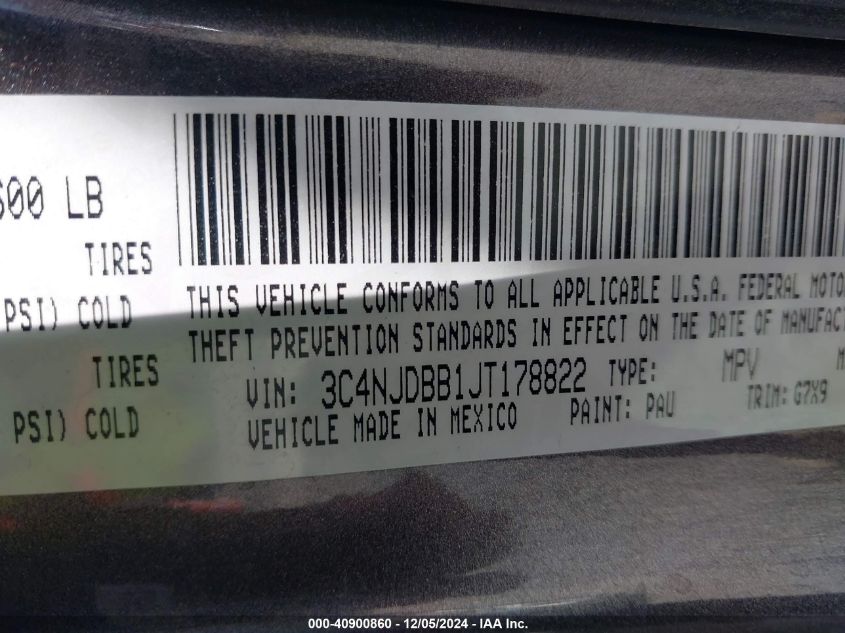 600 LB
TIRES
PSI) COLD
TIRES
PSI) COLD
THIS VEHICLE CONFORMS TO ALL APPLICABLE U.S.A. FEDERAL MOTO
THEFT PREVENTION STANDARDS IN EFFECT ON THE DATE OF MANUFACT
VIN: 3C4NJDBB1JT178822 TYPE: MPV M
VEHICLE MADE IN MEXICO PAINT: PAU TRIM: G7X9
000-40900860 - 12/05/2024 - IAA Inc.